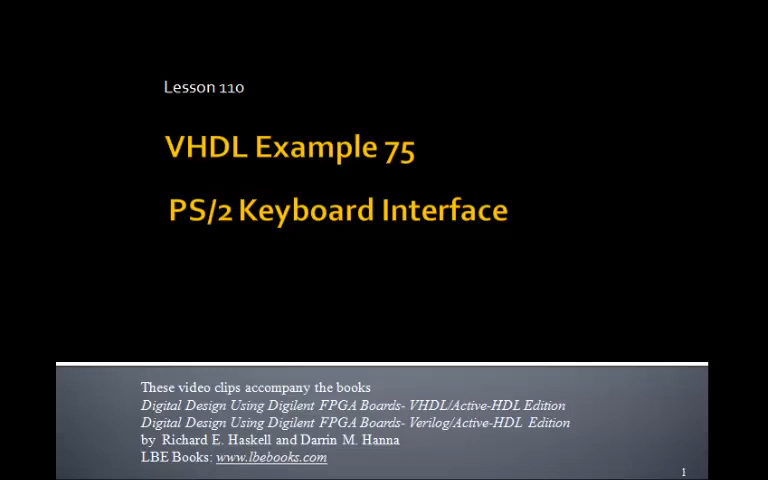 Lesson 110
VHDL Example 75
PS/2 Keyboard Interface
These video clips accompany the books
Digital Design Using Digilent FPGA Boards- VHDL/Active-HDL Edition
Digital Design Using Digilent FPGA Boards- Verilog/Active-HDL Edition
by Richard E. Haskell and Darrin M. Hanna
LBE Books: www.lbebooks.com
1